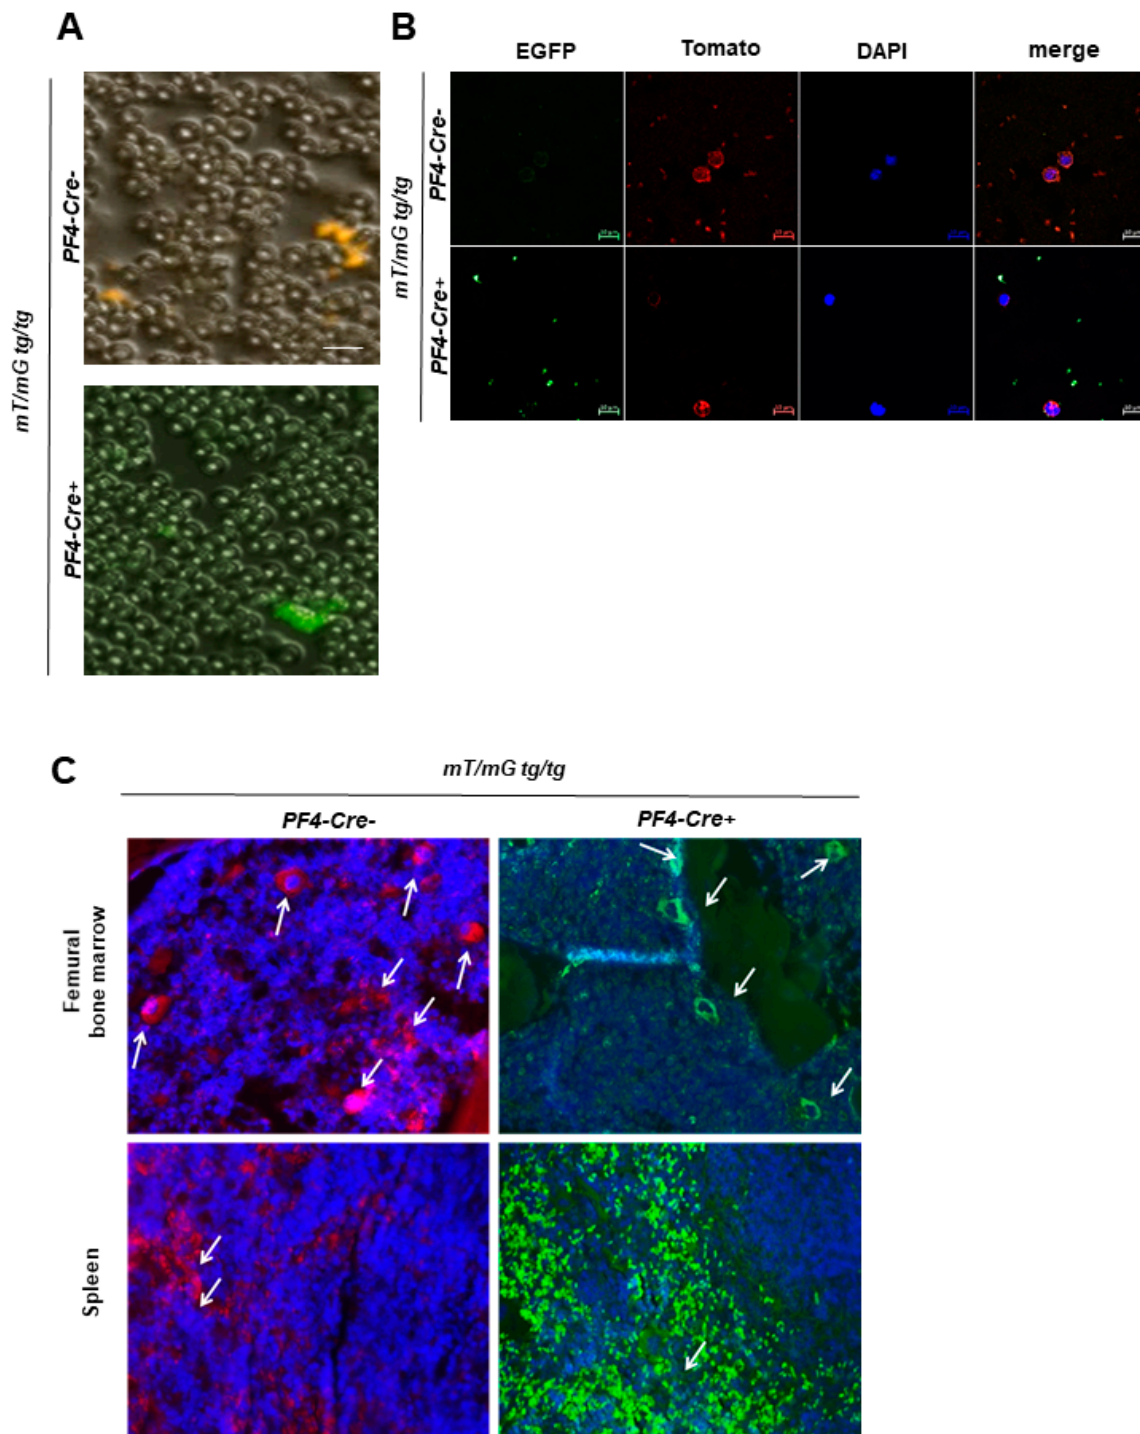 A
B
EGFP Tomato DAPI merge
mT/mG tg/tg
PF4-Cre-
PF4-Cre+
mT/mG tg/tg
PF4-Cre-
PF4-Cre+
C
mT/mG tg/tg
PF4-Cre- PF4-Cre+
Femural
bone marrow
Spleen